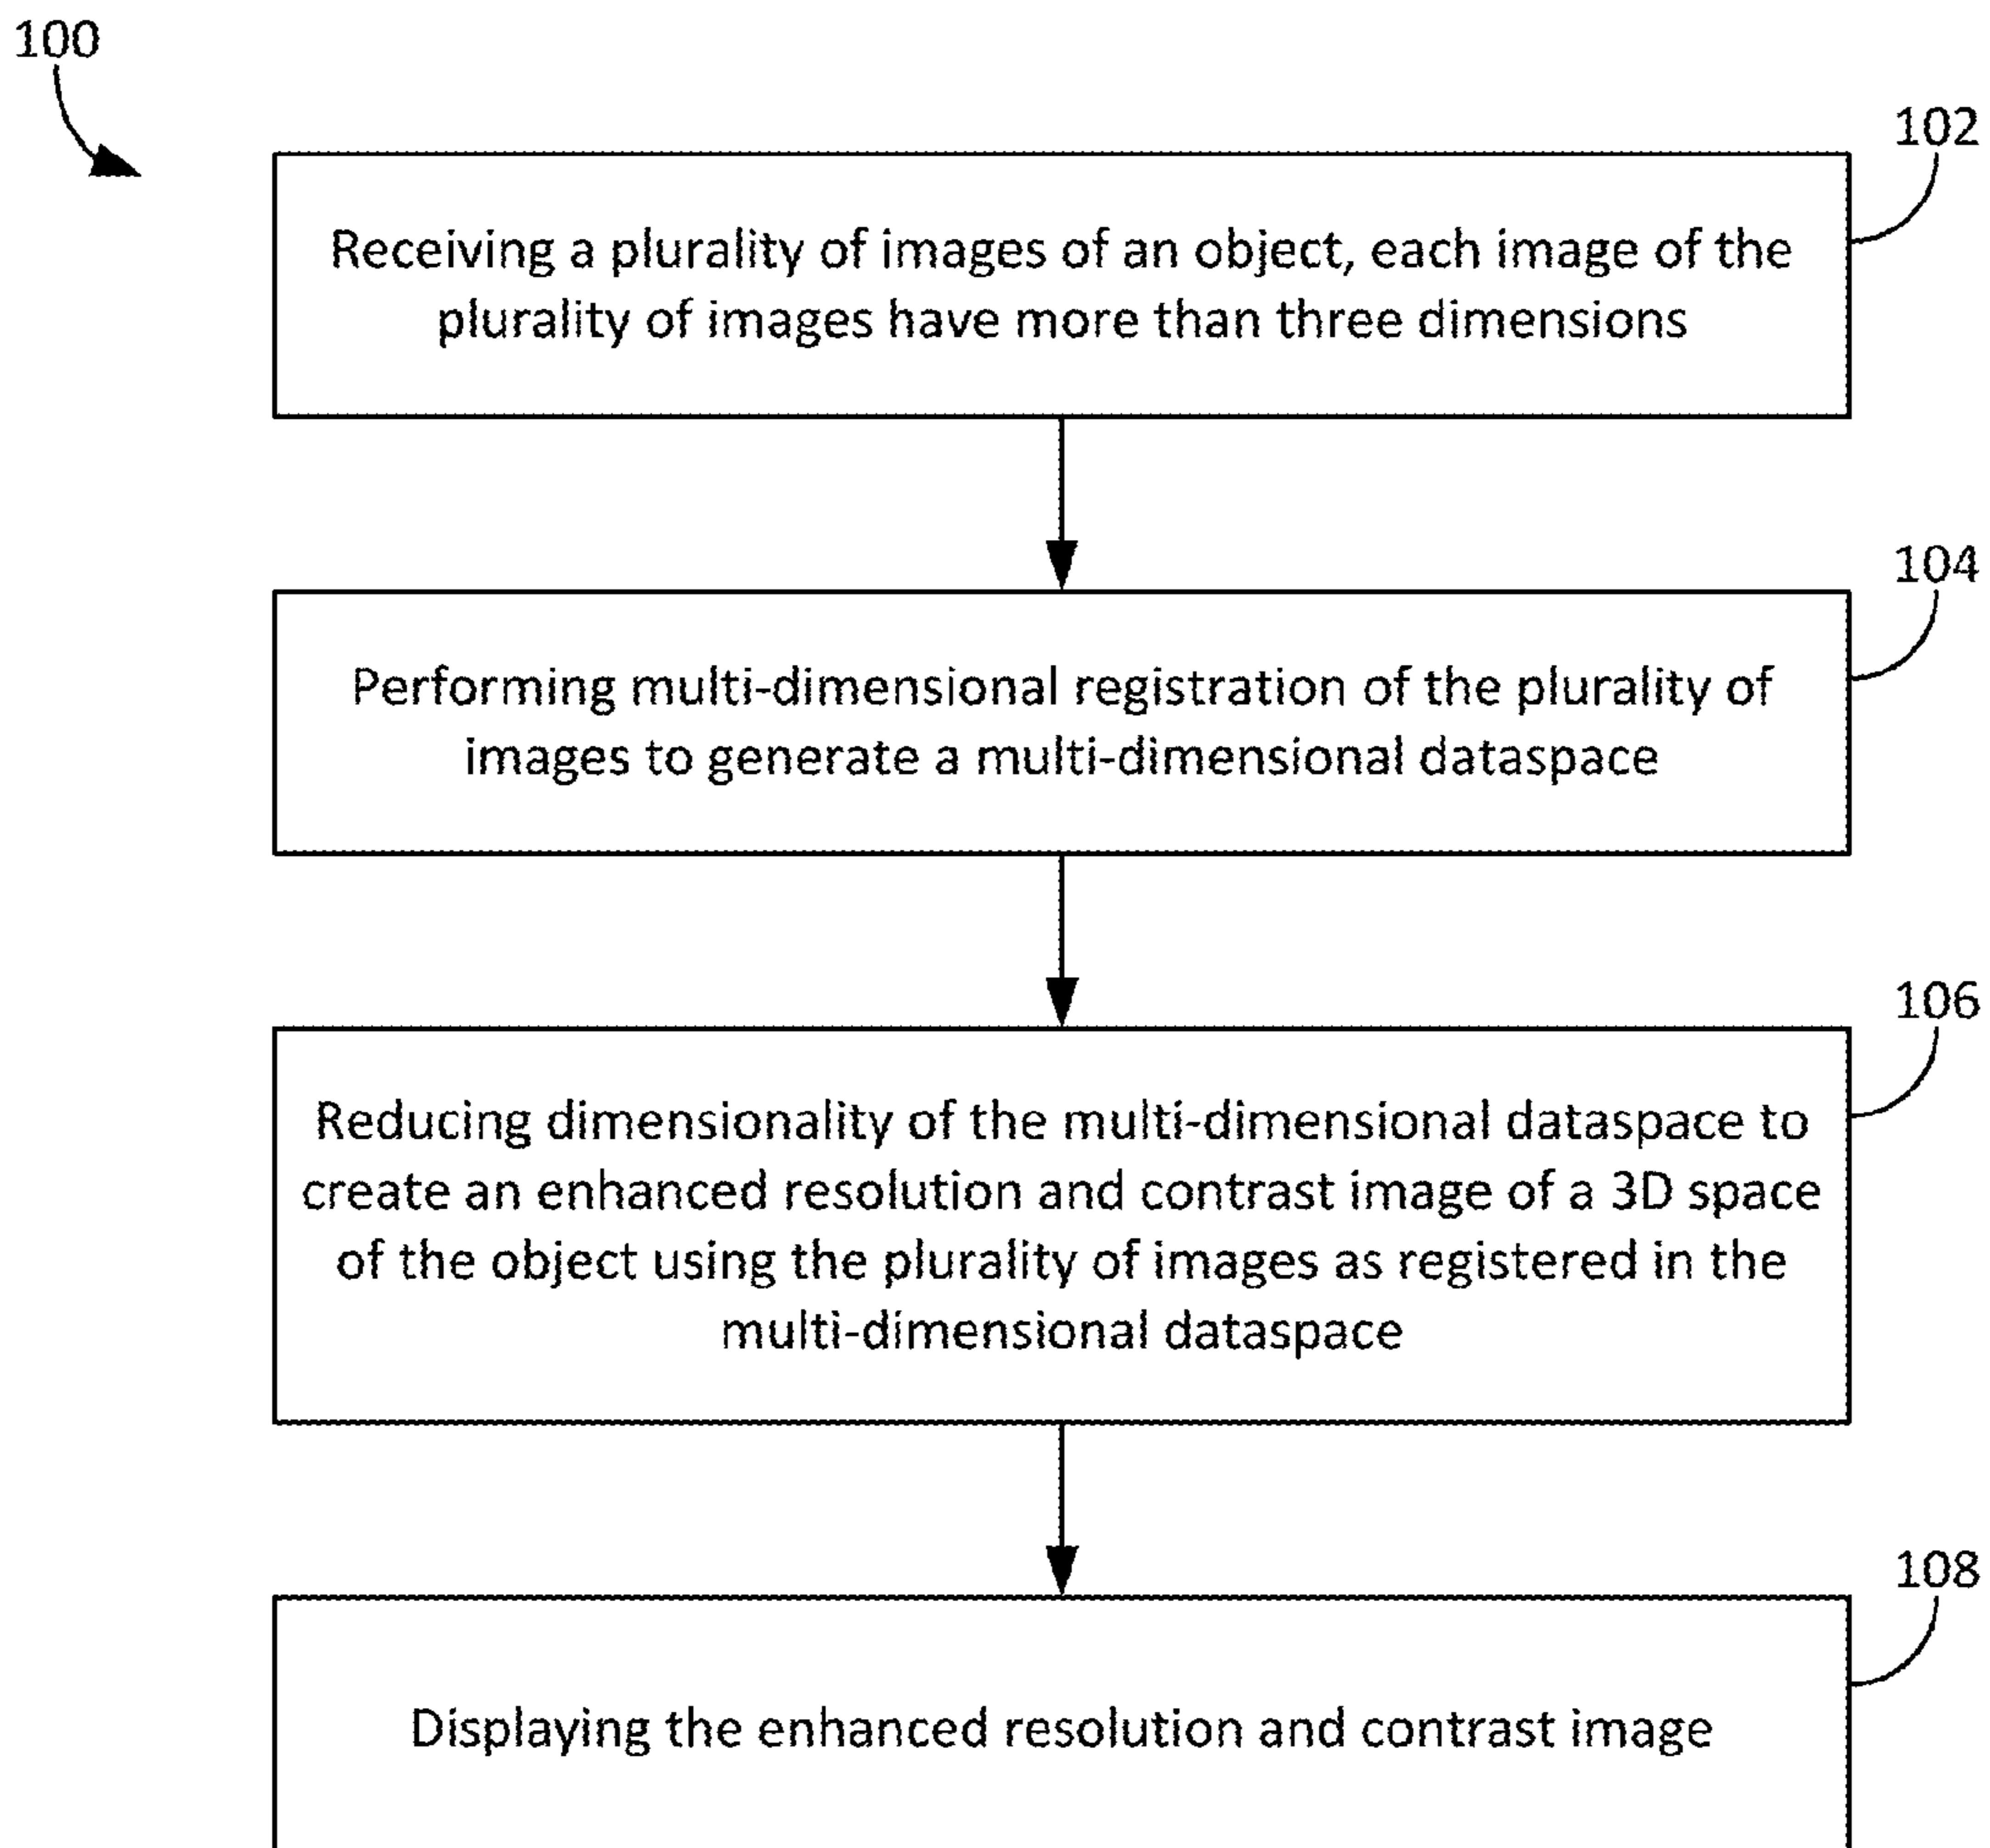 100
102
Receiving a plurality of images of an object, each image of the
plurality of images have more than three dimensions
104
Performing multi-dimensional registration of the plurality of
images to generate a multi-dimensional dataspace
106
Reducing dimensionality of the multi-dimensional dataspace to
create an enhanced resolution and contrast image of a 3D space
of the object using the plurality of images as registered in the
multi-dimensional dataspace
108
Displaying the enhanced resolution and contrast image